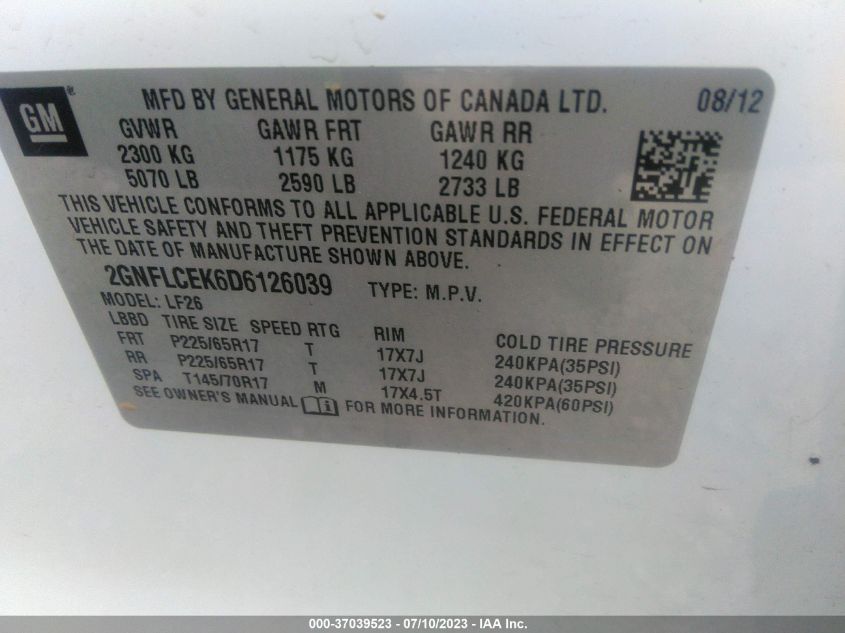 GM®
MFD BY GENERAL MOTORS OF CANADA LTD. 08/12
GVWR GAWR FRT GAWR RR
2300 KG 1175 KG 1240 KG
5070 LB 2590 LB 2733 LB
THIS VEHICLE CONFORMS TO ALL APPLICABLE U.S. FEDERAL MOTOR
VEHICLE SAFETY AND THEFT PREVENTION STANDARDS IN EFFECT ON
THE DATE OF MANUFACTURE SHOWN ABOVE.
2GNFLCEK6D6126039 TYPE: M.P.V.
MODEL: LF26
LBBD TIRE SIZE SPEED RTG RIM COLD TIRE PRESSURE
FRT P225/65R17 T 17X7J 240KPA(35PSI)
RR P225/65R17 T 17X7J 240KPA(35PSI)
SPA T145/70R17 M 17X4.5T 420KPA(60PSI)
SEE OWNER'S MANUAL FOR MORE INFORMATION.
000-37039523 - 07/10/2023 - IAA Inc.